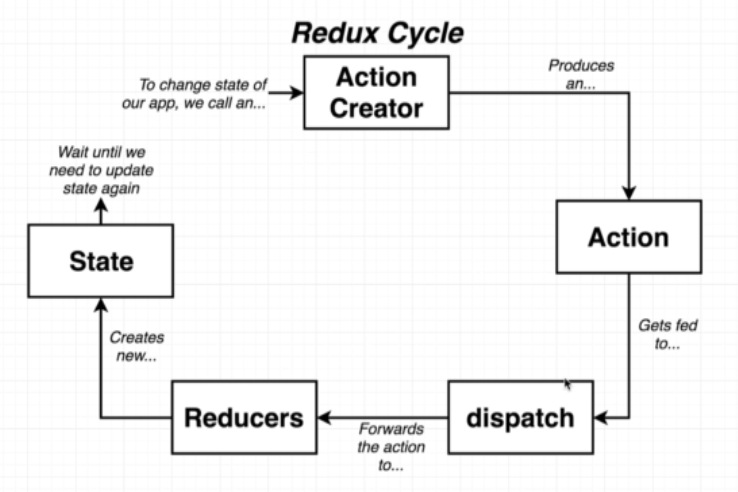 Redux Cycle
To change state of
our app, we call an...
Action
Creator
Produces
an...
Action
Gets fed
to...
dispatch
Forwards
the action
to...
Reducers
Creates
new...
State
Wait until we
need to update
state again